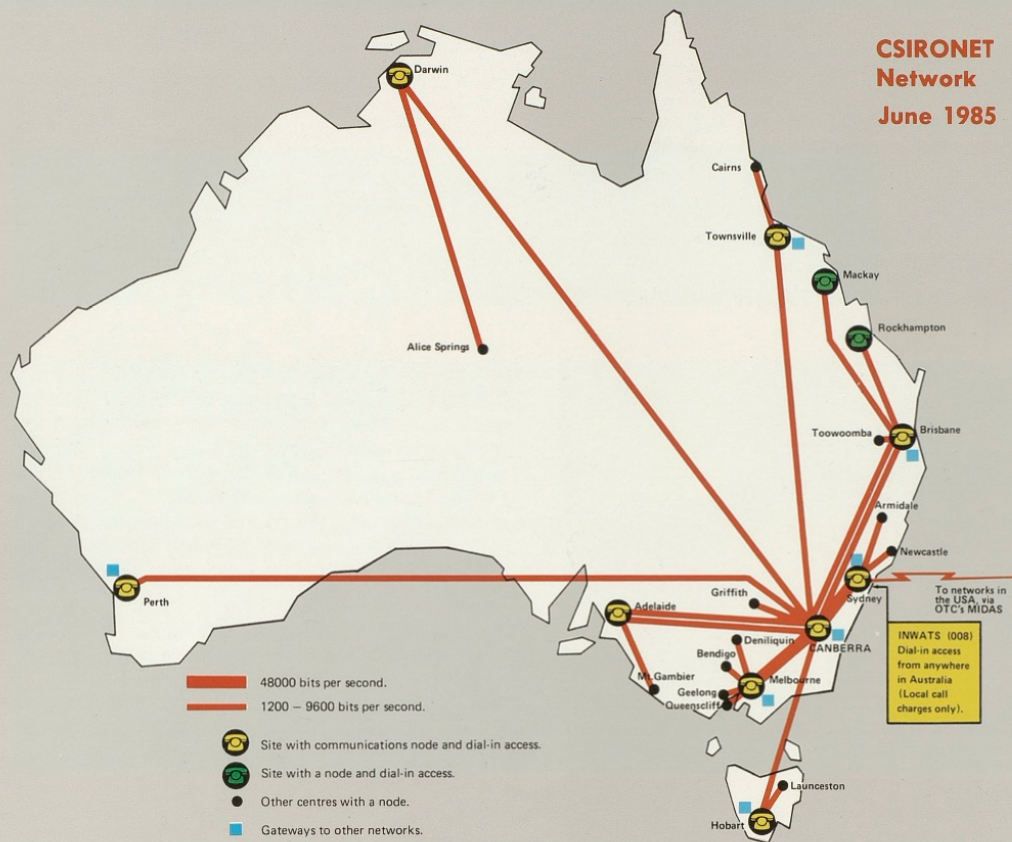 CSIRONET
Network
June 1985
Darwin
Cairns
Townsville
Mackay
Rockhampton
Alice Springs
Toowoomba
Brisbane
Armidale
Newcastle
Perth
Adelaide
Griffith
Sydney
To networks in
the USA, via
OTC's MIDAS
Deniliquin
CANBERRA
Bendigo
Mt.Gambier
Melbourne
Geelong
Queenscliff
INWATS (008)
Dial-in access
from anywhere
in Australia
(Local call
charges only).
48000 bits per second.
1200 – 9600 bits per second.
Site with communications node and dial-in access.
Site with a node and dial-in access.
Other centres with a node.
Gateways to other networks.
Launceston
Hobart